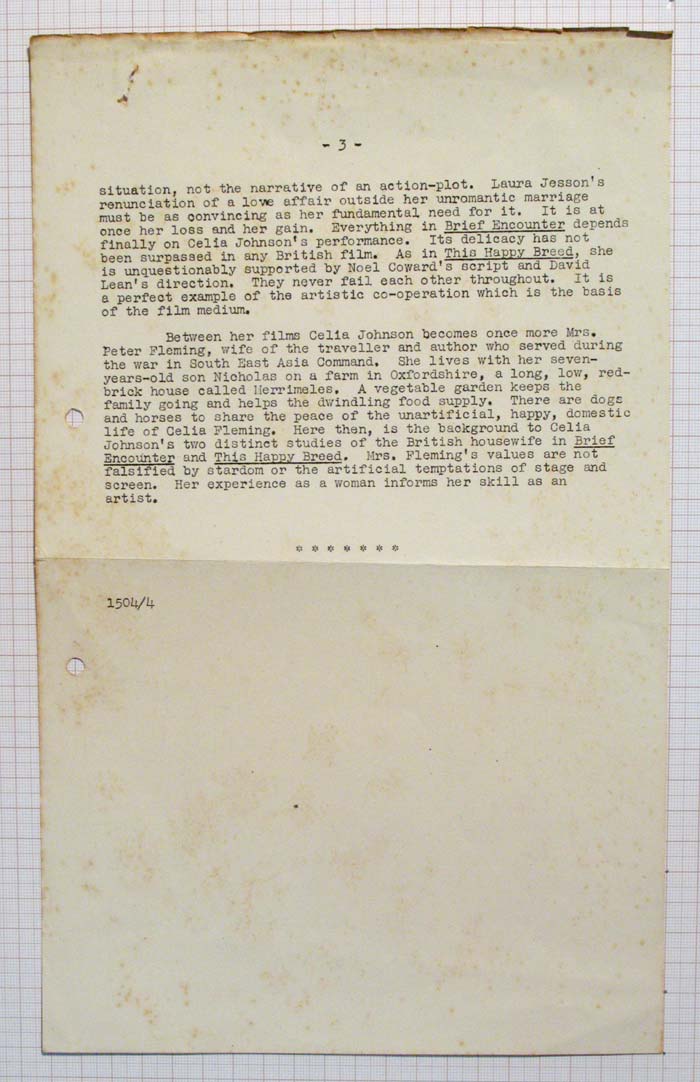 - 3 -
situation, not the narrative of an action-plot. Laura Jesson's
renunciation of a love affair outside her unromantic marriage
must be as convincing as her fundamental need for it. It is at
once her loss and her gain. Everything in Brief Encounter depends
finally on Celia Johnson's performance. Its delicacy has not
been surpassed in any British film. As in This Happy Breed, she
is unquestionably supported by Noel Coward's script and David
Lean's direction. They never fail each other throughout. It is
a perfect example of the artistic co-operation which is the basis
of the film medium.
Between her films Celia Johnson becomes once more Mrs.
Peter Fleming, wife of the traveller and author who served during
the war in South East Asia Command. She lives with her seven-
years-old son Nicholas on a farm in Oxfordshire, a long, low, red-
brick house called Merrimeles. A vegetable garden keeps the
family going and helps the dwindling food supply. There are dogs
and horses to share the peace of the unartificial, happy, domestic
life of Celia Fleming. Here then, is the background to Celia
Johnson's two distinct studies of the British housewife in Brief
Encounter and This Happy Breed. Mrs. Fleming's values are not
falsified by stardom or the artificial temptations of stage and
screen. Her experience as a woman informs her skill as an
artist.
* * * * * * *
1504/4